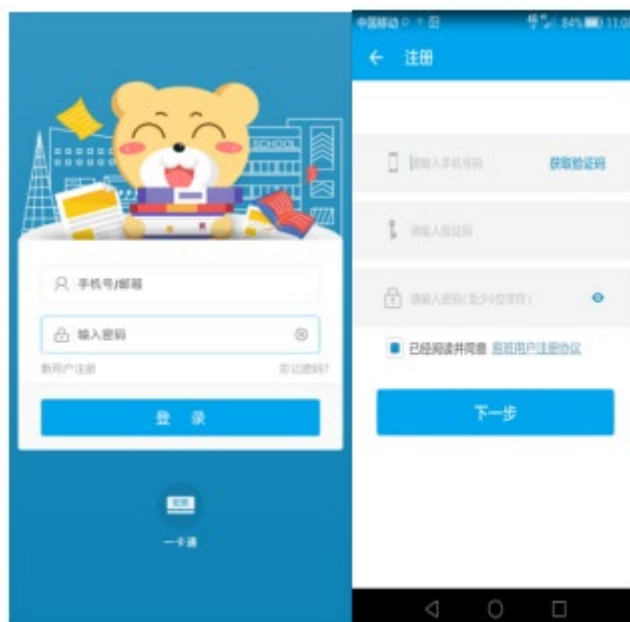 SCHOOL
手机号/邮箱
输入密码
新用户注册
忘记密码?
登 录
一卡通
中国移动
84% 11:08
注册
请输入手机号码
获取验证码
请输入验证码
请输入密码(至少6位字符)
已经阅读并同意 易班用户注册协议
下一步